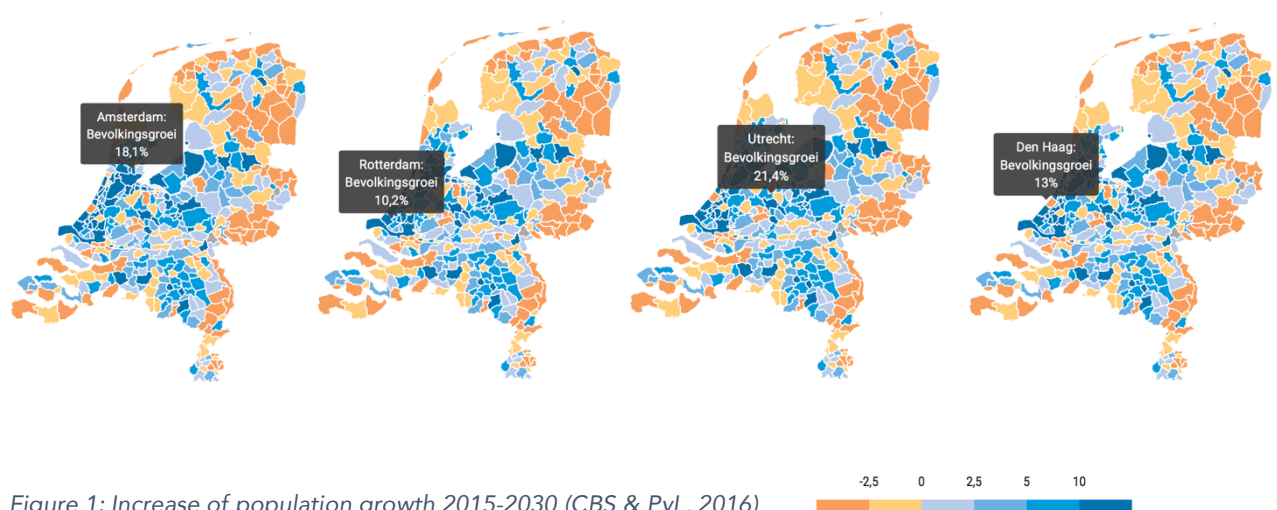 Amsterdam:
Bevolkingsgroei
18,1%
Rotterdam:
Bevolkingsgroei
10,2%
Utrecht:
Bevolkingsgroei
21,4%
Den Haag:
Bevolkingsgroei
13%
-2,5 0 2,5 5 10
Figure 1: Increase of population growth 2015-2030 (CBS & PvL, 2016)